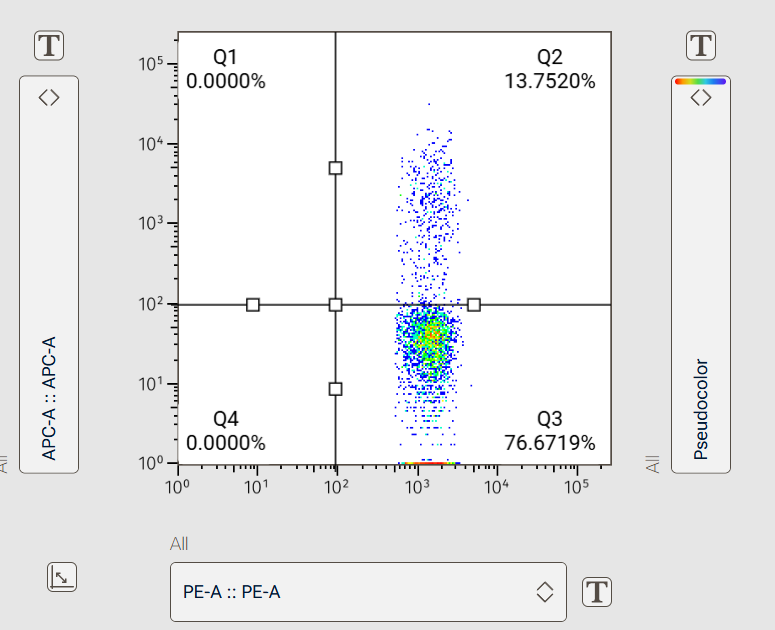 T
T
Q1
0.0000%
Q2
13.7520%
10⁵
10⁴
10³
10²
10¹
10⁰
Q4
0.0000%
Q3
76.6719%
10⁰ 10¹ 10² 10³ 10⁴ 10⁵
APC-A :: APC-A
All
Pseudocolor
All
All
PE-A :: PE-A
T